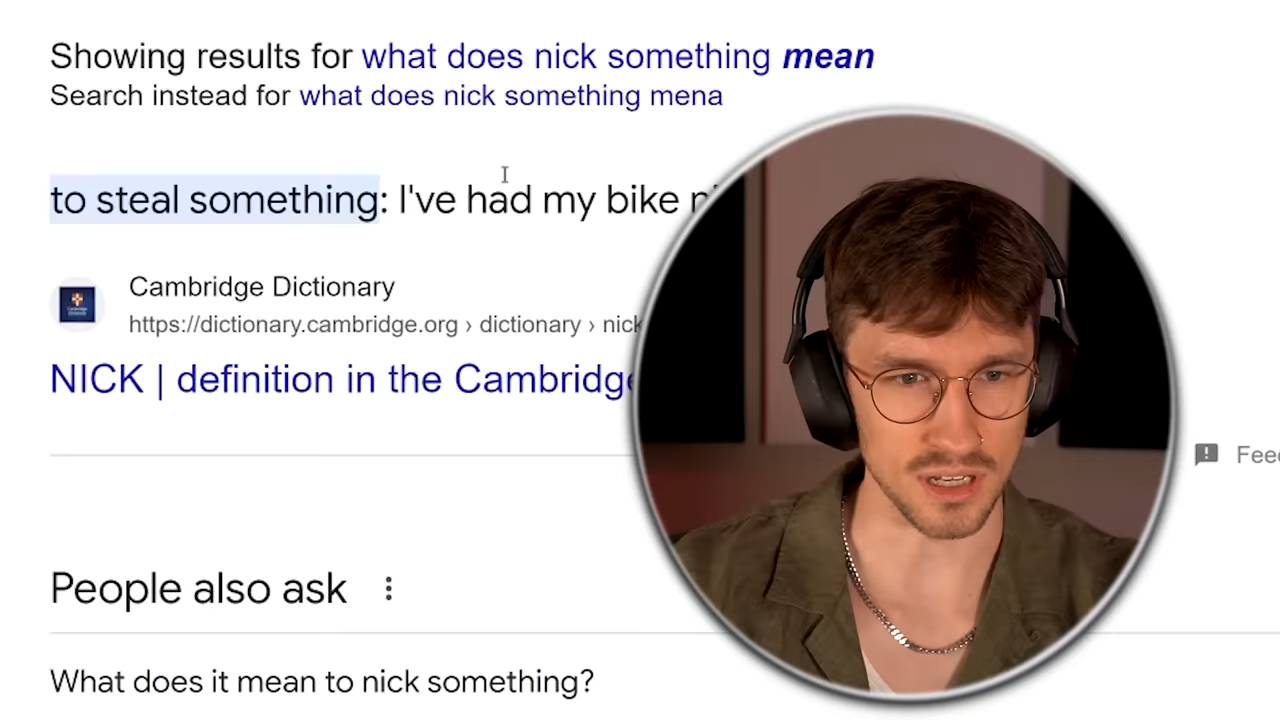 Showing results for what does nick something mean
Search instead for what does nick something mena
to steal something: I've had my bike
Cambridge Dictionary
https://dictionary.cambridge.org › dictionary › nick
NICK | definition in the Cambridge
Feed
People also ask
What does it mean to nick something?